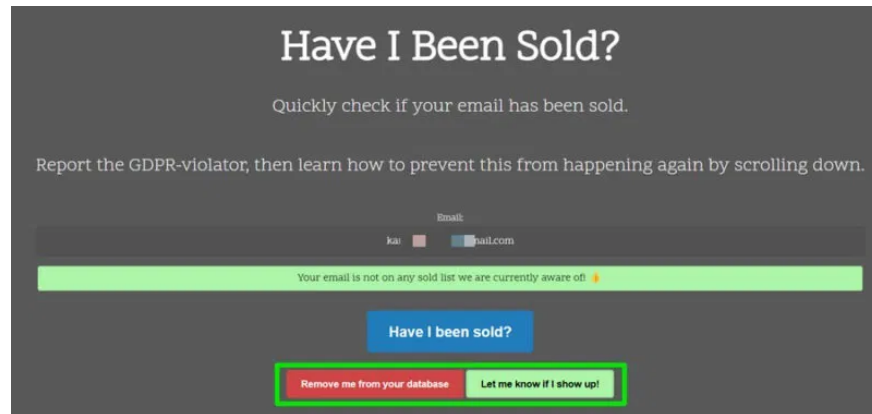 Have I Been Sold?
Quickly check if your email has been sold.
Report the GDPR-violator, then learn how to prevent this from happening again by scrolling down.
Email:
Your email is not on any sold list we are currently aware of!
Have I been sold?
Remove me from your database
Let me know if I show up!